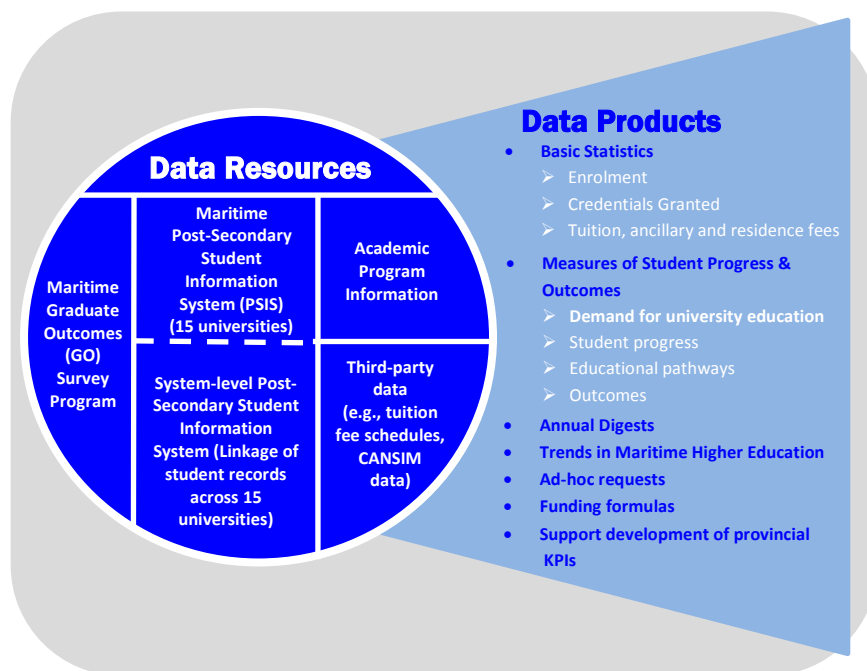 Data Resources
Maritime
Graduate
Outcomes
(GO)
Survey
Program
Maritime
Post-Secondary
Student
Information
System (PSIS)
(15 universities)
System-level Post-
Secondary Student
Information
System (Linkage of
student records
across 15
universities)
Academic
Program
Information
Third-party
data
(e.g., tuition
fee schedules,
CANSIM
data)
Data Products
• Basic Statistics
➢ Enrolment
➢ Credentials Granted
➢ Tuition, ancillary and residence fees
• Measures of Student Progress &
Outcomes
➢ Demand for university education
➢ Student progress
➢ Educational pathways
➢ Outcomes
• Annual Digests
• Trends in Maritime Higher Education
• Ad-hoc requests
• Funding formulas
• Support development of provincial
KPIs